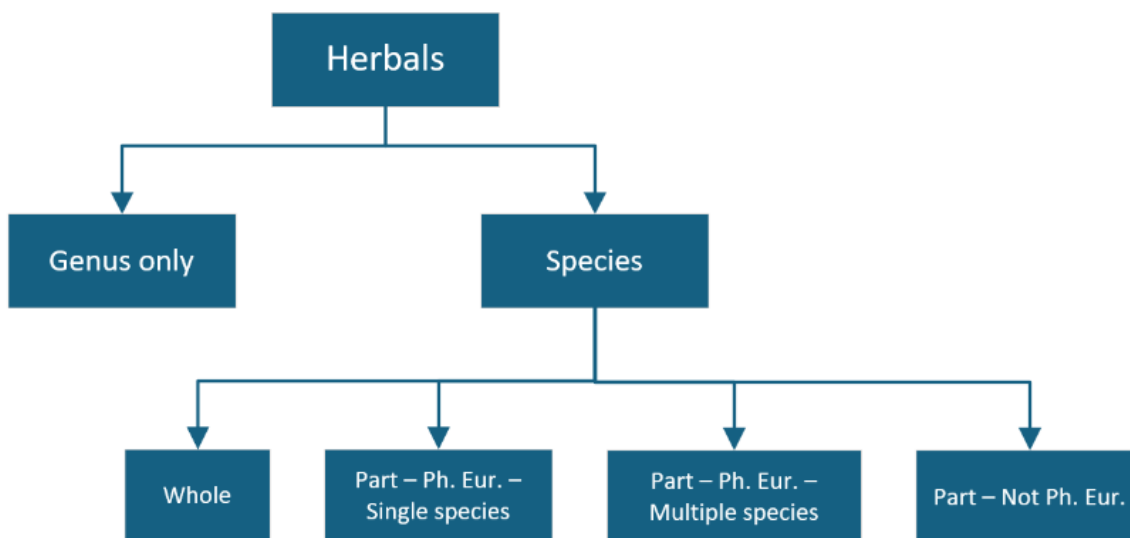 Herbals
Genus only
Species
Whole
Part – Ph. Eur. –
Single species
Part – Ph. Eur. –
Multiple species
Part – Not Ph. Eur.